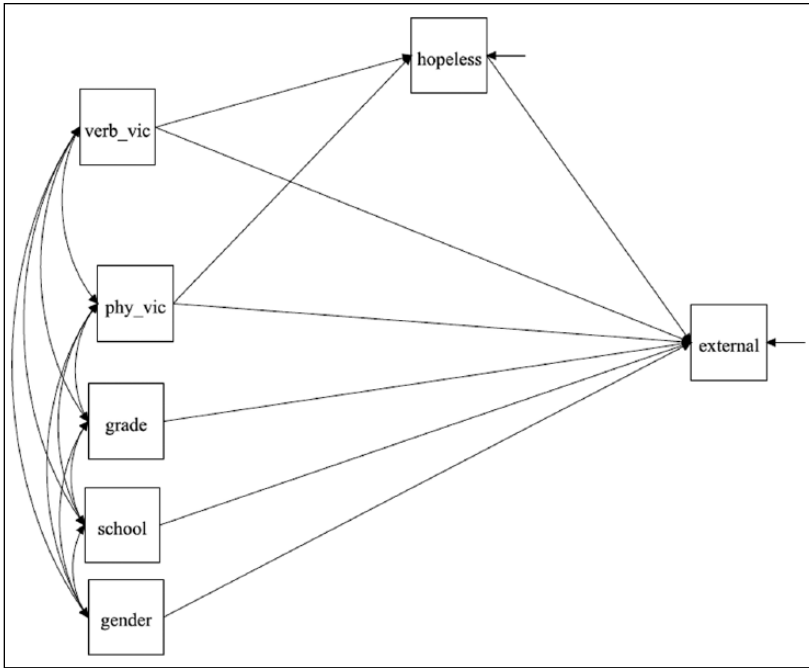 hopeless
verb_vic
phy_vic
external
grade
school
gender